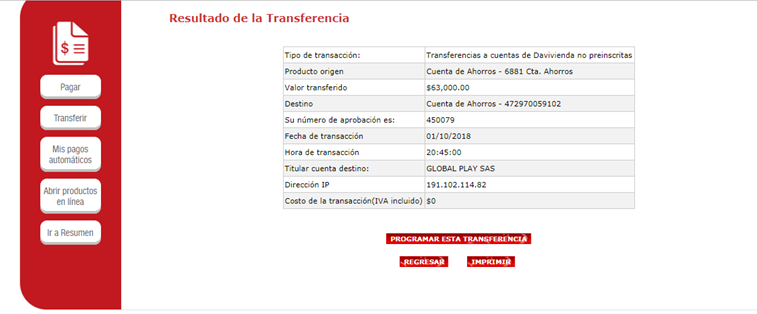 Resultado de la Transferencia
Pagar
Transferir
Mis pagos
automáticos
Abrir productos
en línea
Ir a Resumen
Tipo de transacción: Transferencias a cuentas de Davivienda no preinscritas
Producto origen Cuenta de Ahorros - 6881 Cta. Ahorros
Valor transferido $63,000.00
Destino Cuenta de Ahorros - 472970059102
Su número de aprobación es: 450079
Fecha de transacción 01/10/2018
Hora de transacción 20:45:00
Titular cuenta destino: GLOBAL PLAY SAS
Dirección IP 191.102.114.82
Costo de la transacción(IVA incluido) $0
PROGRAMAR ESTA TRANSFERENCIA
REGRESAR IMPRIMIR